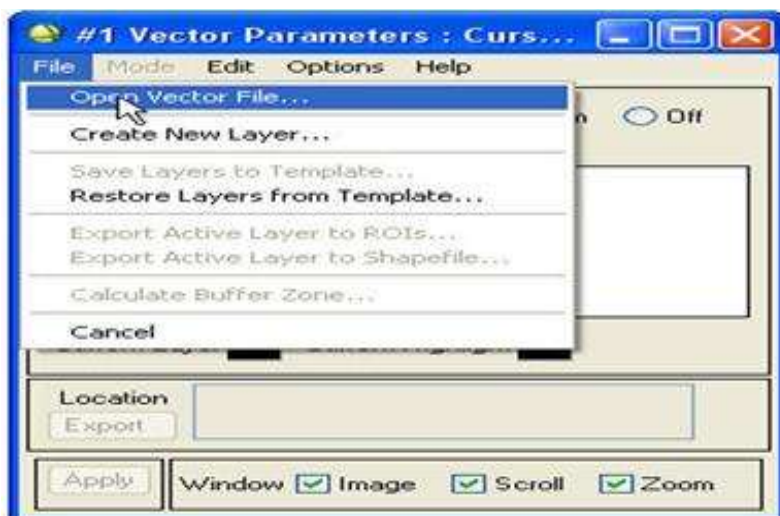 #1 Vector Parameters : Curs...
File Mode Edit Options Help
Open Vector File...
Off
Create New Layer...
Save Layers to Template...
Restore Layers from Template...
Export Active Layer to ROIs...
Export Active Layer to Shapefile...
Calculate Buffer Zone...
Cancel
Location
Export
Apply Window Image Scroll Zoom